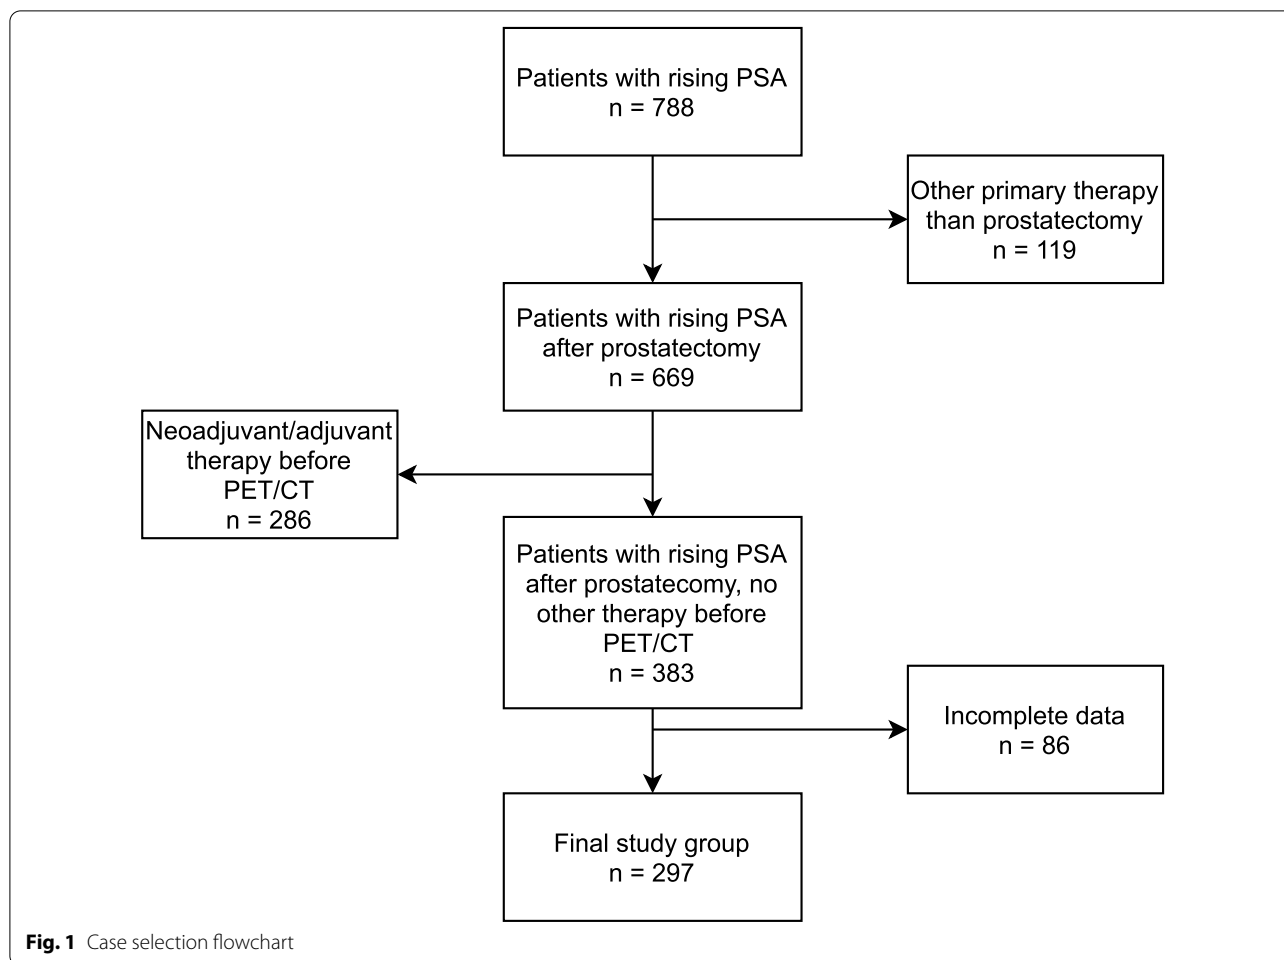 Patients with rising PSA
n = 788
Other primary therapy
than prostatectomy
n = 119
Patients with rising PSA
after prostatectomy
n = 669
Neoadjuvant/adjuvant
therapy before
PET/CT
n = 286
Patients with rising PSA
after prostatecomy, no
other therapy before
PET/CT
n = 383
Incomplete data
n = 86
Final study group
n = 297
Fig. 1 Case selection flowchart